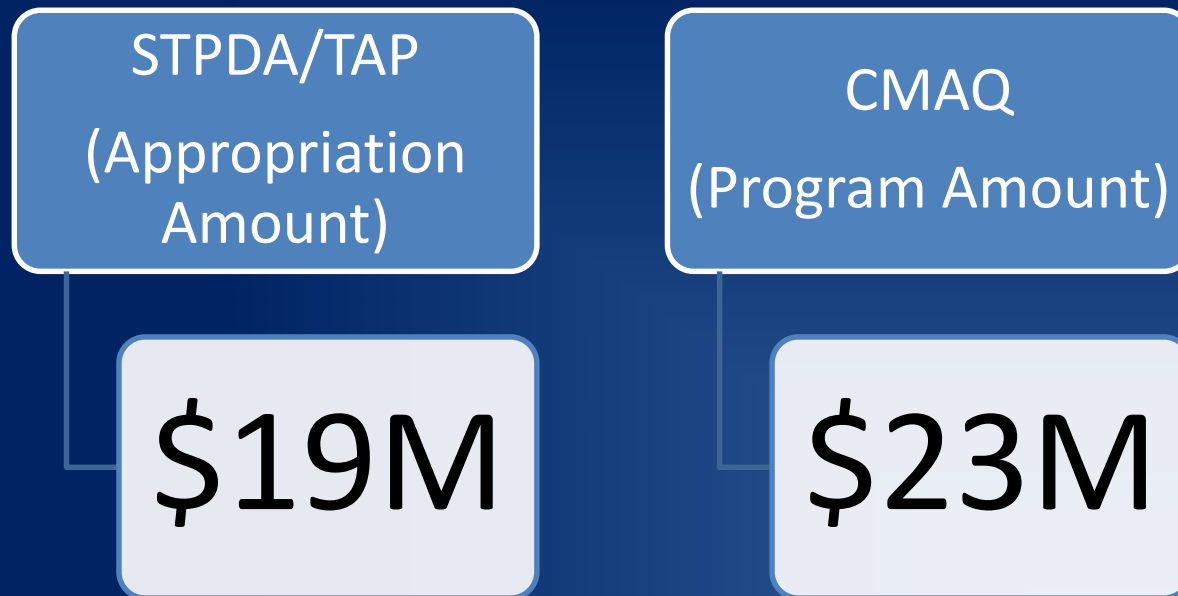 STPDA/TAP
(Appropriation
Amount)
$19M
CMAQ
(Program Amount)
$23M